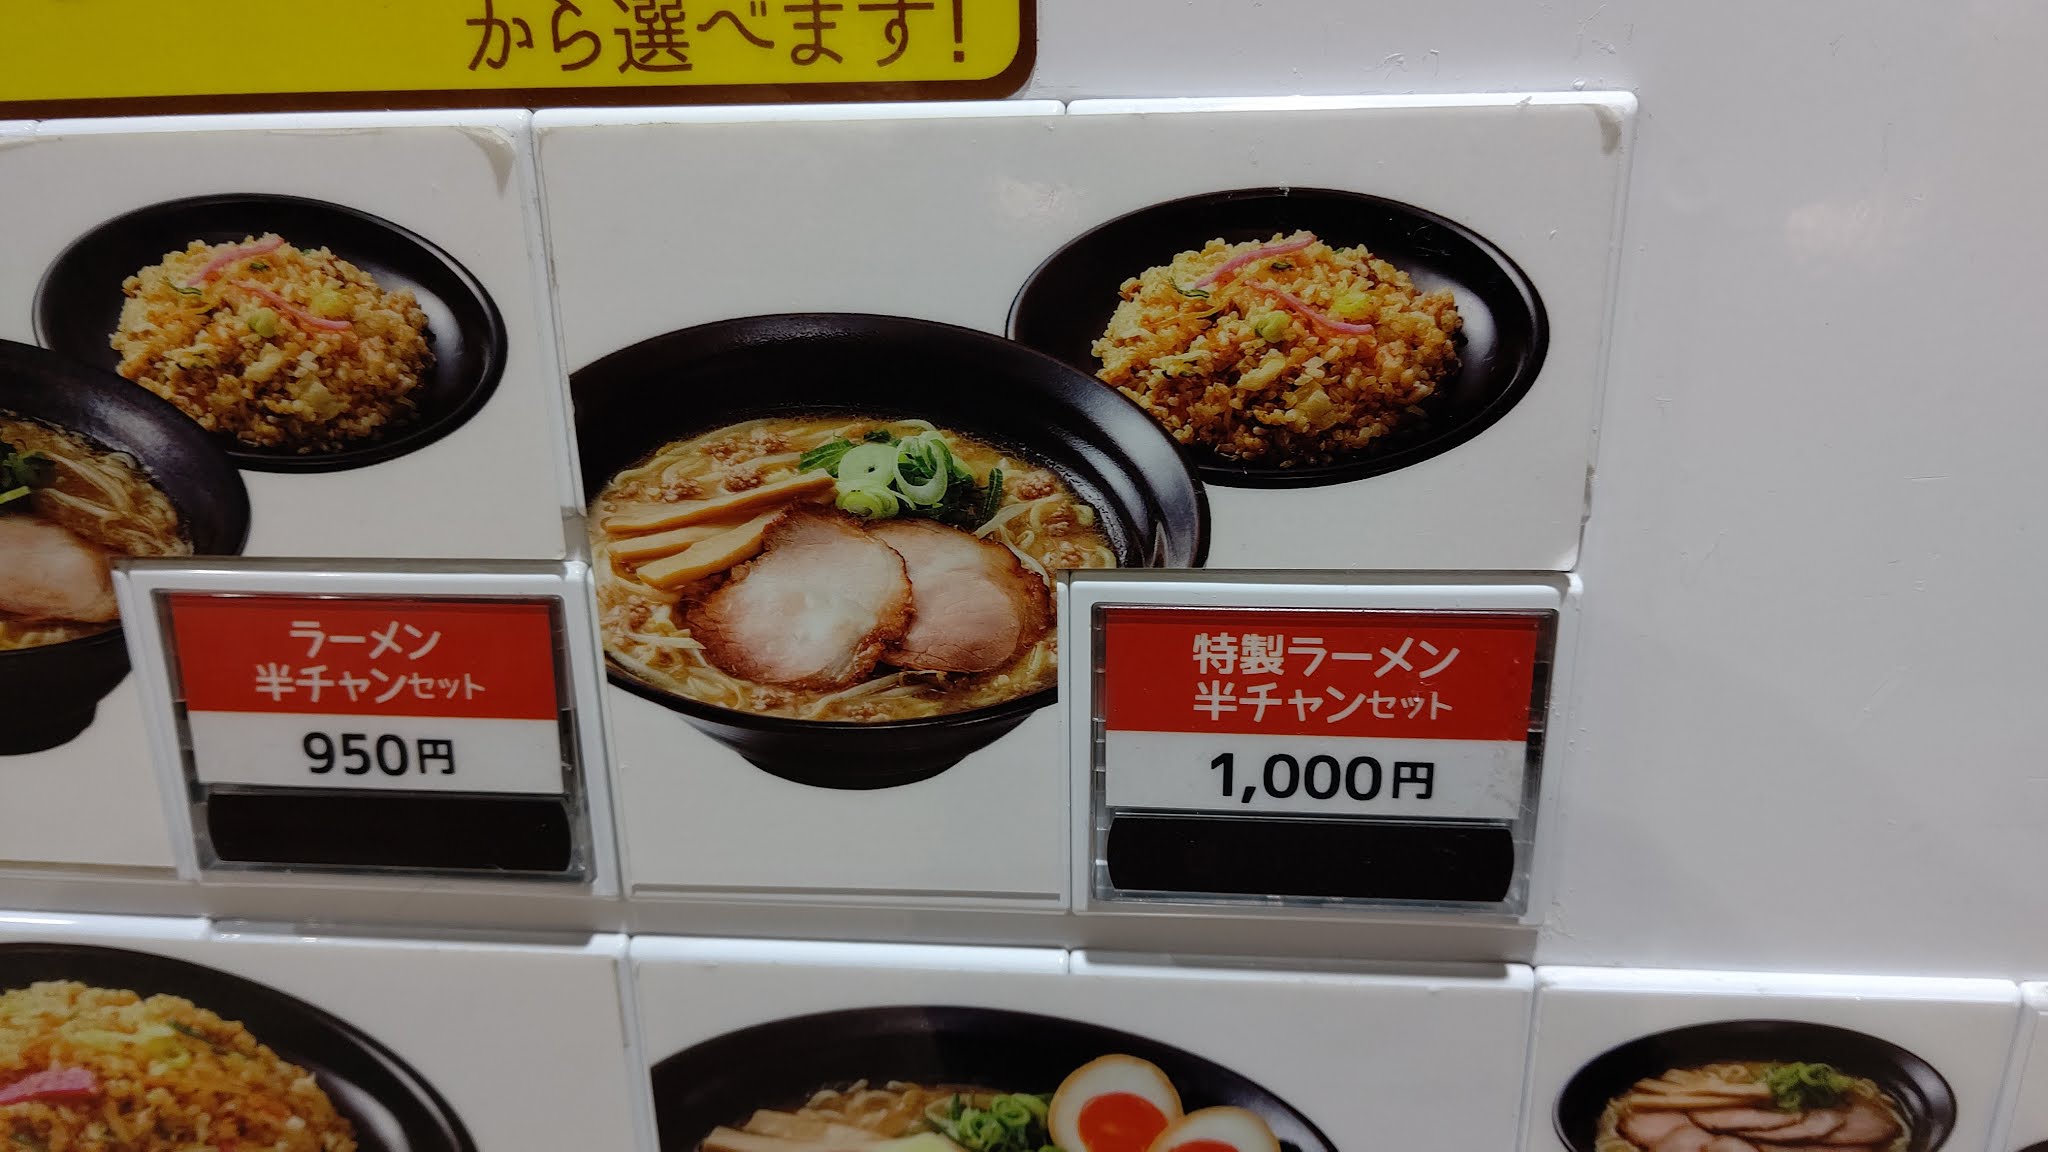 から選べます!
ラーメン
半チャンセット
950円
特製ラーメン
半チャンセット
1,000円